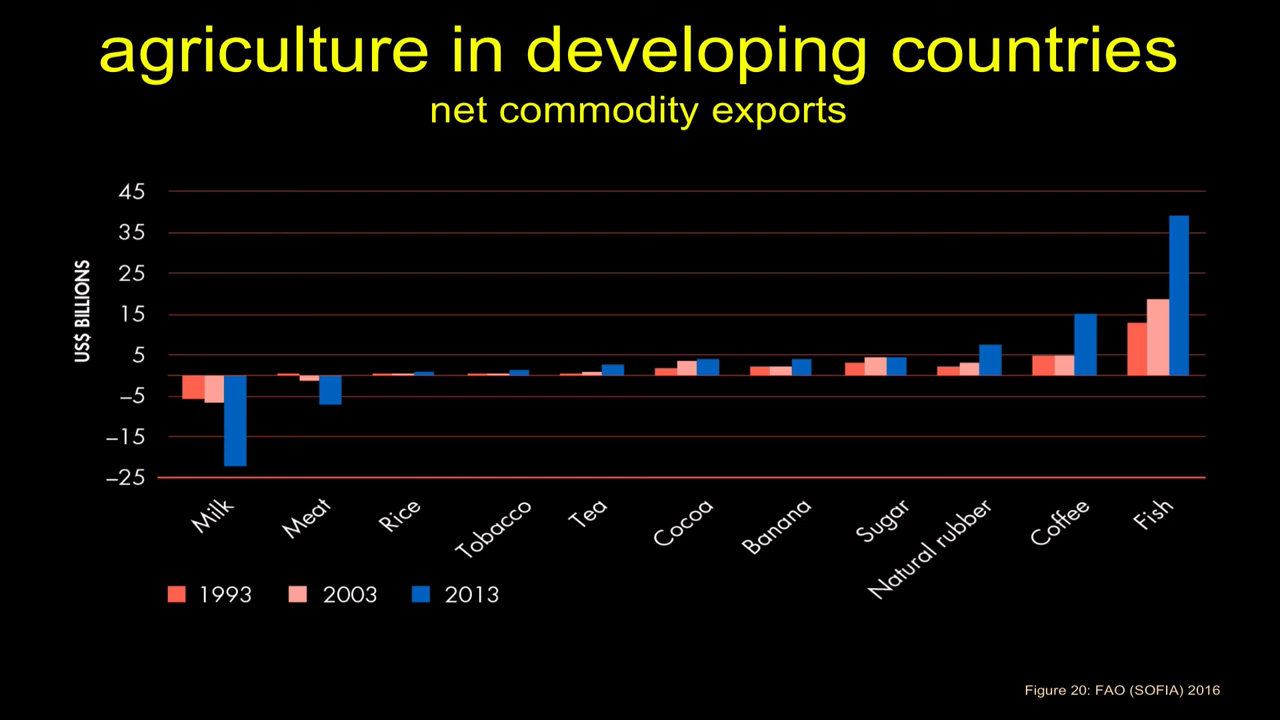 agriculture in developing countries
net commodity exports
US$ BILLIONS
45
35
25
15
5
–5
–15
–25
Milk
Meat
Rice
Tobacco
Tea
Cocoa
Banana
Sugar
Natural rubber
Coffee
Fish
1993 2003 2013
Figure 20: FAO (SOFIA) 2016